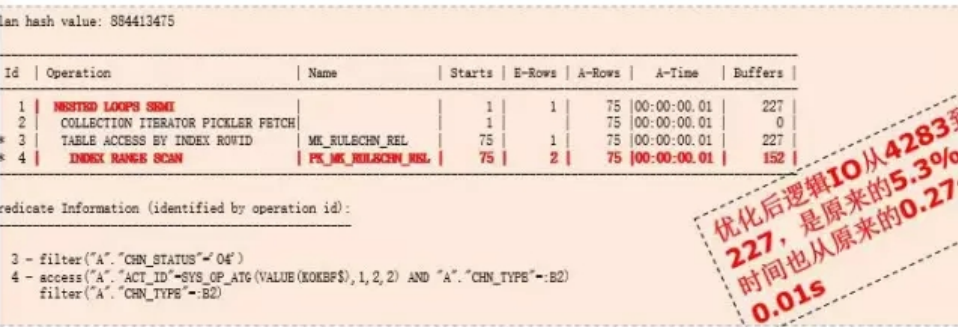 lan hash value: 884413475
Id | Operation | Name | Starts | E-Rows | A-Rows | A-Time | Buffers |
1 | NESTED LOOPS SEMI | | 1 | 1 | 75 |00:00:00.01 | 227 |
2 | COLLECTION ITERATOR PICKLER FETCH| | 1 | | 75 |00:00:00.01 | 0 |
* 3 | TABLE ACCESS BY INDEX ROWID | MK_RULECHN_REL | 75 | 1 | 75 |00:00:00.01 | 227 |
* 4 | INDEX RANGE SCAN | PK_MK_RULECHN_REL | 75 | 2 | 75 |00:00:00.01 | 152 |
redicate Information (identified by operation id):
3 - filter("A"."CHN_STATUS"='04')
4 - access("A"."ACT_ID"=SYS_OP_ATG(VALUE(KOKBF$),1,2,2) AND "A"."CHN_TYPE"=:B2)
filter("A"."CHN_TYPE"=:B2)
优化后逻辑IO从4283到
227，是原来的5.3%
时间也从原来的0.27
0.01s